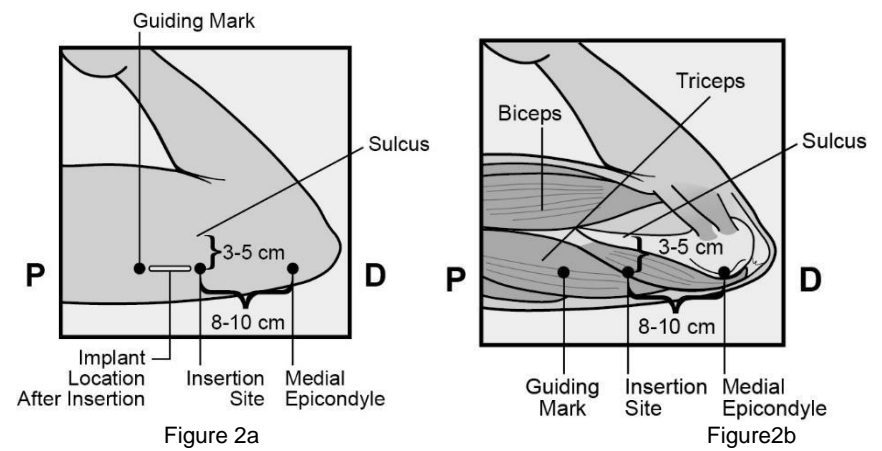 Guiding Mark
Sulcus
3-5 cm
P
D
8-10 cm
Implant
Location
After Insertion
Insertion
Site
Medial
Epicondyle
Figure 2a
Triceps
Biceps
Sulcus
3-5 cm
P
D
8-10 cm
Guiding
Mark
Insertion
Site
Medial
Epicondyle
Figure2b